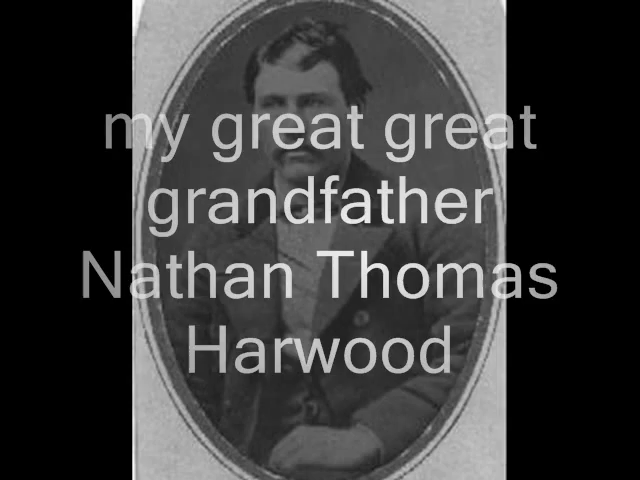 my great great
grandfather
Nathan Thomas
Harwood